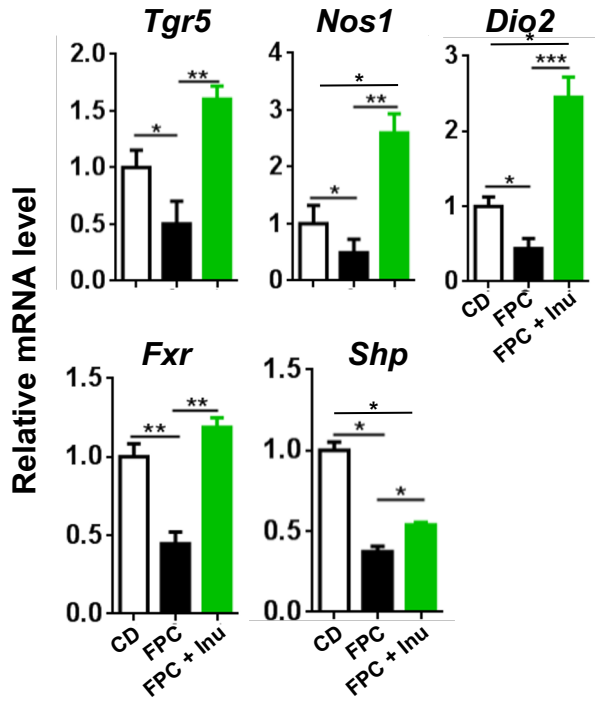 Tgr5 Nos1 Dio2
Relative mRNA level
2.0
1.5
1.0
0.5
0.0
*
**
4
3
2
1
0
*
**
*
3
2
1
0
*
***
*
CD
FPC
FPC + Inu
Fxr Shp
1.5
1.0
0.5
0.0
**
**
CD
FPC
FPC + Inu
1.5
1.0
0.5
0.0
*
*
*
CD
FPC
FPC + Inu